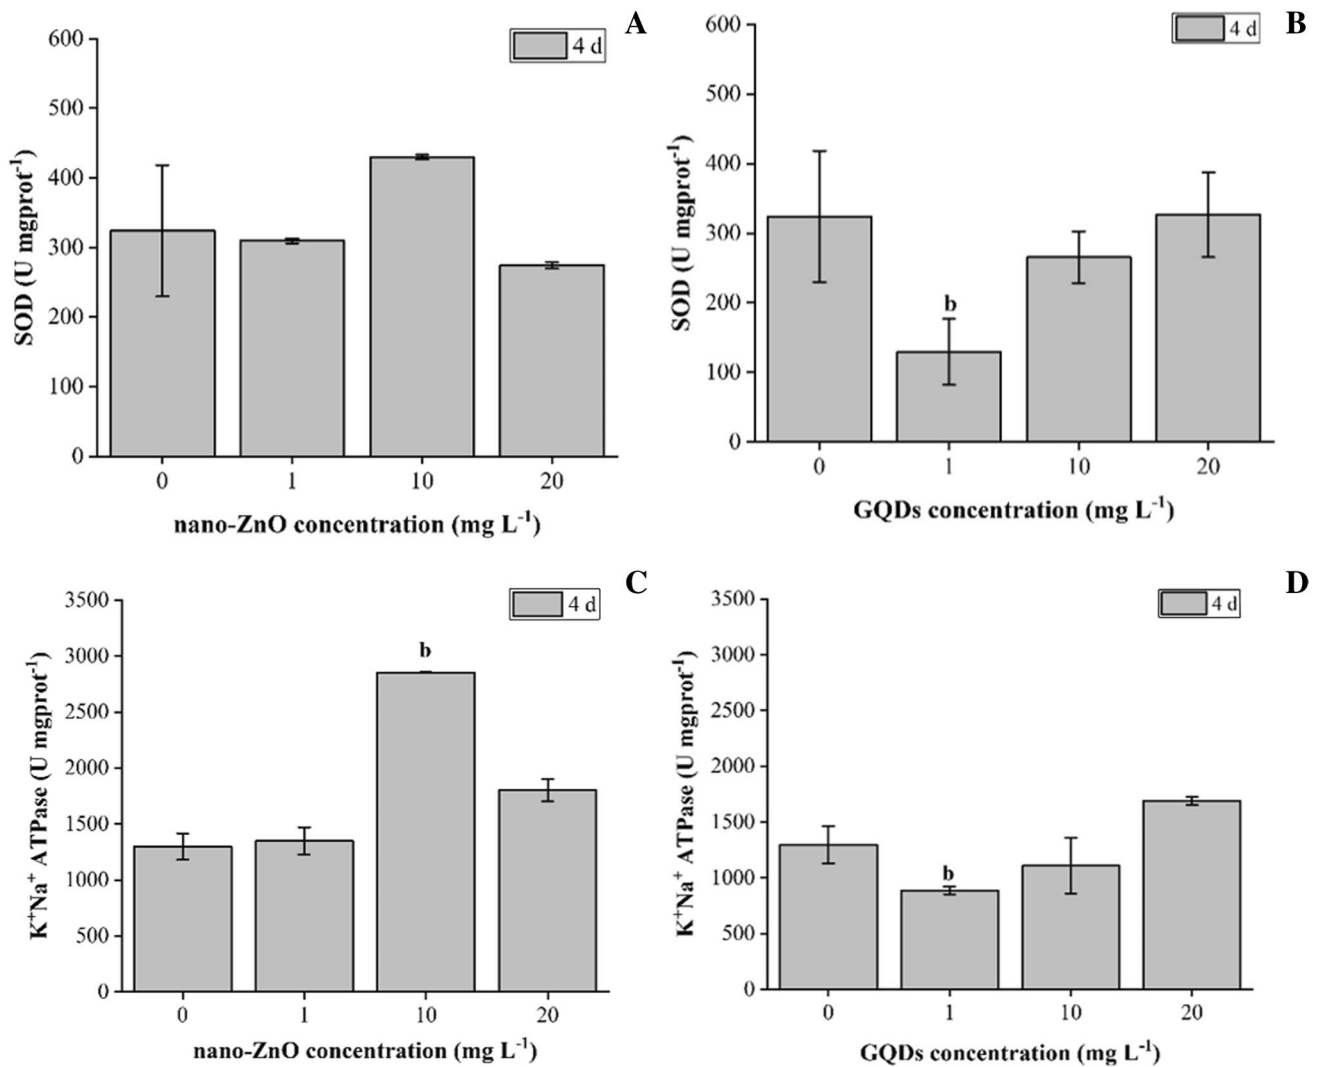 A
4 d
600
500
400
300
200
100
0
SOD (U mgprot⁻¹)
0 1 10 20
nano-ZnO concentration (mg L⁻¹)
B
4 d
600
500
400
300
200
100
0
SOD (U mgprot⁻¹)
b
0 1 10 20
GQDs concentration (mg L⁻¹)
C
4 d
3500
3000
2500
2000
1500
1000
500
0
K⁺Na⁺ ATPase (U mgprot⁻¹)
b
0 1 10 20
nano-ZnO concentration (mg L⁻¹)
D
4 d
3500
3000
2500
2000
1500
1000
500
0
K⁺Na⁺ ATPase (U mgprot⁻¹)
b
0 1 10 20
GQDs concentration (mg L⁻¹)